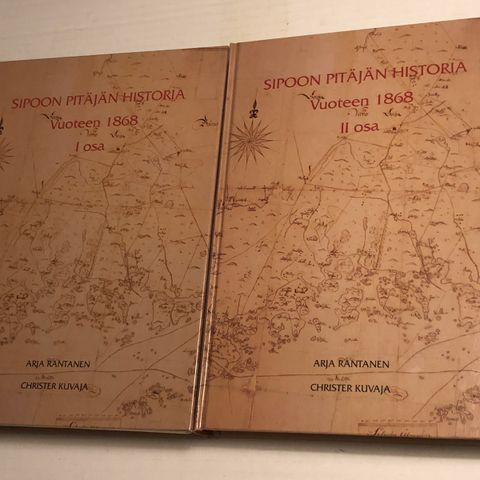 SIPOON PITÄJÄN HISTORIA
Vuoteen 1868
I osa
ARJA RANTANEN
CHRISTER KUVAJA
SIPOON PITÄJÄN HISTORIA
Vuoteen 1868
II osa
ARJA RANTANEN
CHRISTER KUVAJA